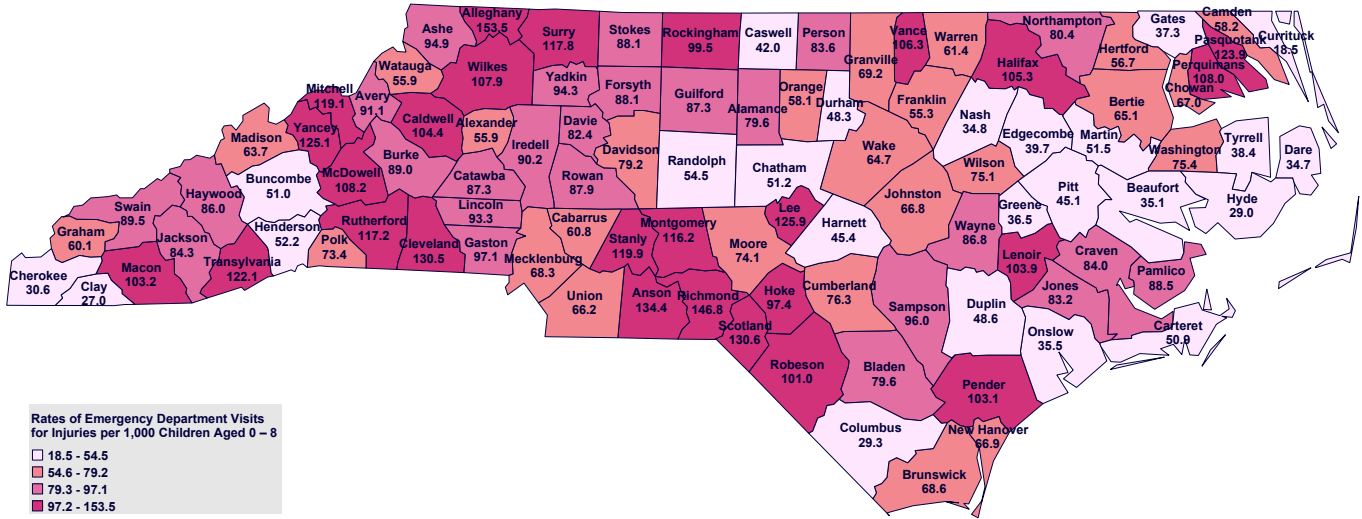 Alleghany
153.5
Ashe
94.9
Surry
117.8
Stokes
88.1
Rockingham
99.5
Caswell
42.0
Person
83.6
Granville
69.2
Vance
106.3
Warren
61.4
Halifax
105.3
Northampton
80.4
Hertford
56.7
Gates
37.3
Camden
58.2
Currituck
18.5
Pasquotank
123.9
Perquimans
108.0
Chowan
67.0
Watauga
55.9
Wilkes
107.9
Yadkin
94.3
Forsyth
88.1
Guilford
87.3
Alamance
79.6
Orange
58.1
Durham
48.3
Franklin
55.3
Nash
34.8
Edgecombe
39.7
Bertie
65.1
Martin
51.5
Washington
75.4
Tyrrell
38.4
Dare
34.7
Mitchell
119.1
Avery
91.1
Yancey
125.1
Caldwell
104.4
Alexander
55.9
Iredell
90.2
Davie
82.4
Davidson
79.2
Randolph
54.5
Chatham
51.2
Wake
64.7
Wilson
75.1
Johnston
66.8
Greene
36.5
Pitt
45.1
Beaufort
35.1
Hyde
29.0
Madison
63.7
Buncombe
51.0
McDowell
108.2
Burke
89.0
Catawba
87.3
Rowan
87.9
Lincoln
93.3
Haywood
86.0
Swain
89.5
Graham
60.1
Jackson
84.3
Henderson
52.2
Polk
73.4
Rutherford
117.2
Cleveland
130.5
Gaston
97.1
Mecklenburg
68.3
Cabarrus
60.8
Stanly
119.9
Montgomery
116.2
Moore
74.1
Lee
125.9
Harnett
45.4
Wayne
86.8
Lenoir
103.9
Craven
84.0
Pamlico
88.5
Jones
83.2
Cherokee
30.6
Clay
27.0
Macon
103.2
Transylvania
122.1
Union
66.2
Anson
134.4
Richmond
146.8
Scotland
130.6
Hoke
97.4
Cumberland
76.3
Sampson
96.0
Duplin
48.6
Onslow
35.5
Carteret
50.9
Robeson
101.0
Bladen
79.6
Pender
103.1
Columbus
29.3
New Hanover
66.9
Brunswick
68.6
Rates of Emergency Department Visits
for Injuries per 1,000 Children Aged 0 – 8
18.5 - 54.5
54.6 - 79.2
79.3 - 97.1
97.2 - 153.5